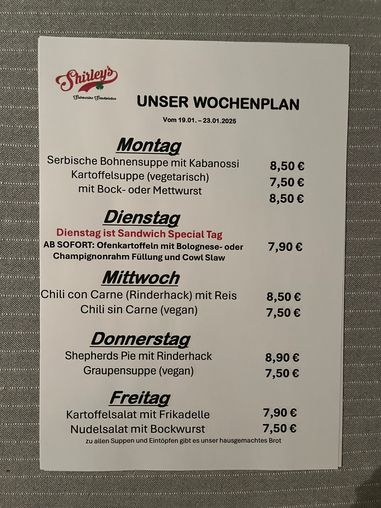 Shirley's
UNSER WOCHENPLAN
Vom 19.01. – 23.01.2025
Montag
Serbische Bohnensuppe mit Kabanossi 8,50 €
Kartoffelsuppe (vegetarisch) 7,50 €
mit Bock- oder Mettwurst 8,50 €
Dienstag
Dienstag ist Sandwich Special Tag
AB SOFORT: Ofenkartoffeln mit Bolognese- oder 7,90 €
Champignonrahm Füllung und Cowl Slaw
Mittwoch
Chili con Carne (Rinderhack) mit Reis 8,50 €
Chili sin Carne (vegan) 7,50 €
Donnerstag
Shepherds Pie mit Rinderhack 8,90 €
Graupensuppe (vegan) 7,50 €
Freitag
Kartoffelsalat mit Frikadelle 7,90 €
Nudelsalat mit Bockwurst 7,50 €
zu allen Suppen und Eintöpfen gibt es unser hausgemachtes Brot